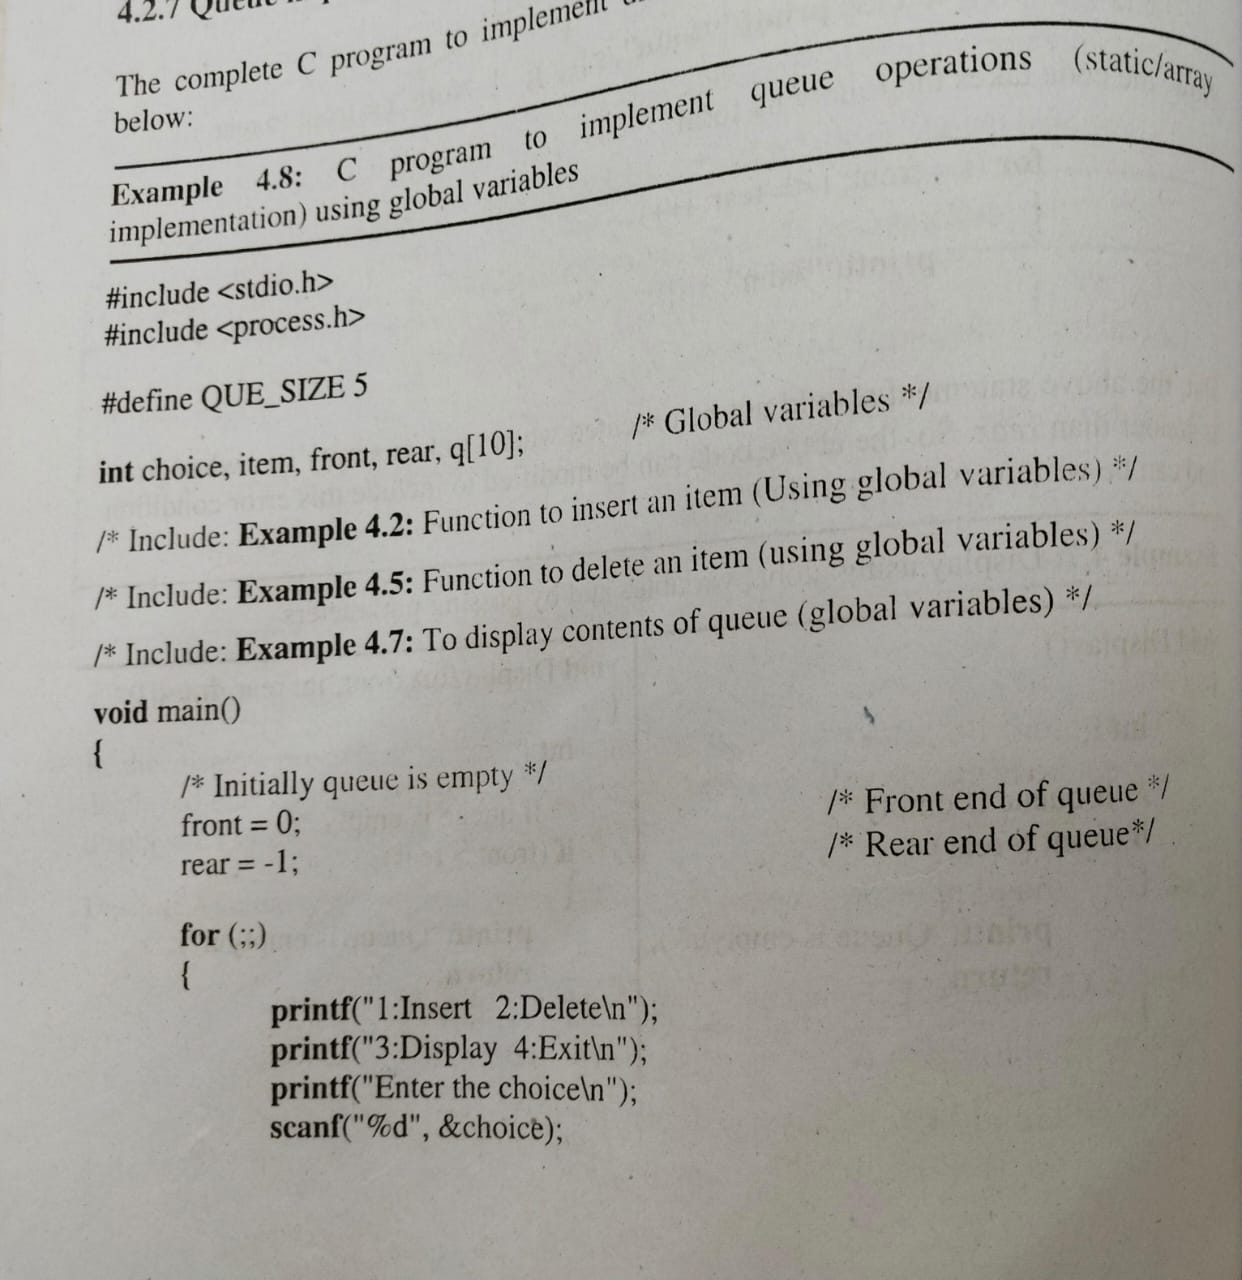 4.2.7 Queue
The complete C program to implement
below:
Example 4.8: C program to implement queue operations (static/array
implementation) using global variables
#include <stdio.h>
#include <process.h>
#define QUE_SIZE 5
int choice, item, front, rear, q[10]; /* Global variables */
/* Include: Example 4.2: Function to insert an item (Using global variables) */
/* Include: Example 4.5: Function to delete an item (using global variables) */
/* Include: Example 4.7: To display contents of queue (global variables) */
void main()
{
/* Initially queue is empty */
front = 0; /* Front end of queue */
rear = -1; /* Rear end of queue*/
for (;;)
{
printf("1:Insert 2:Delete\n");
printf("3:Display 4:Exit\n");
printf("Enter the choice\n");
scanf("%d", &choice);